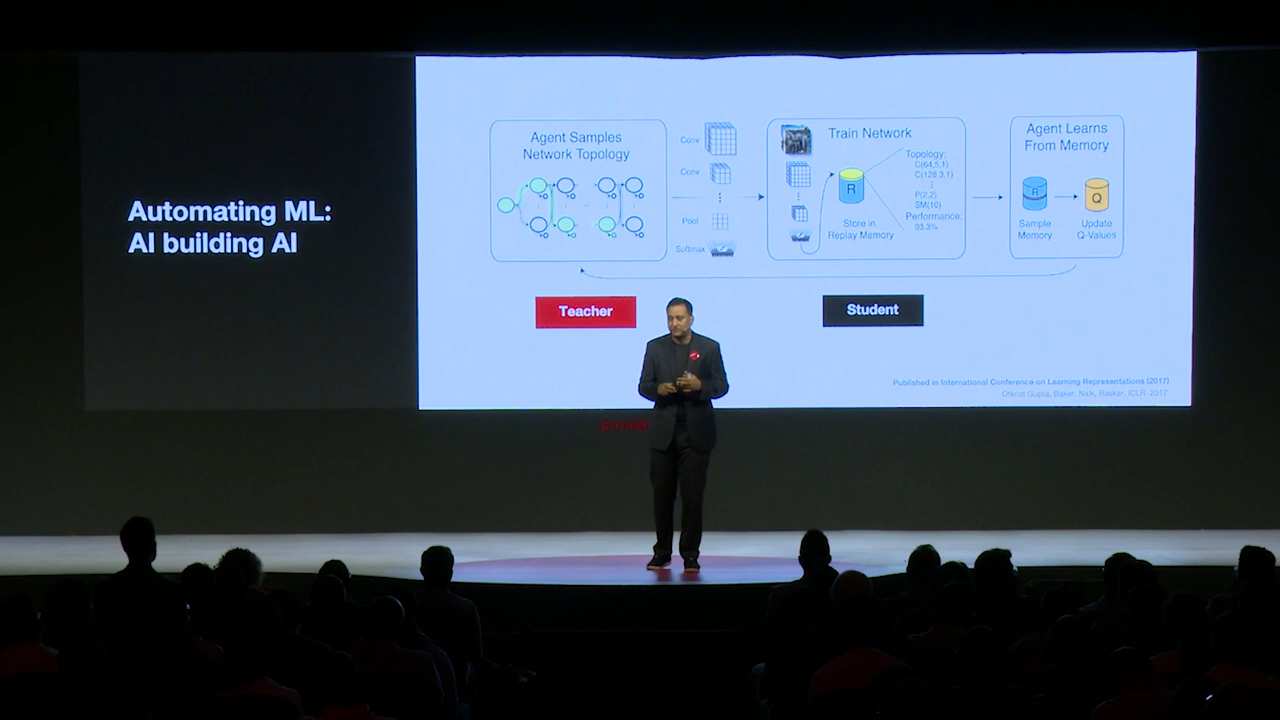 Automating ML:
AI building AI
Agent Samples
Network Topology
Conv
Conv
Pool
Softmax
Train Network
R
Store in
Replay Memory
Topology:
C(64,5,1)
C(128,3,1)
P(2,2)
SM(10)
Performance:
93.3%
Agent Learns
From Memory
R
Sample
Memory
Q
Update
Q-Values
Teacher
Student
Published in International Conference on Learning Representations (2017)
Otkrist Gupta, Baker, Naik, Raskar, ICLR 2017